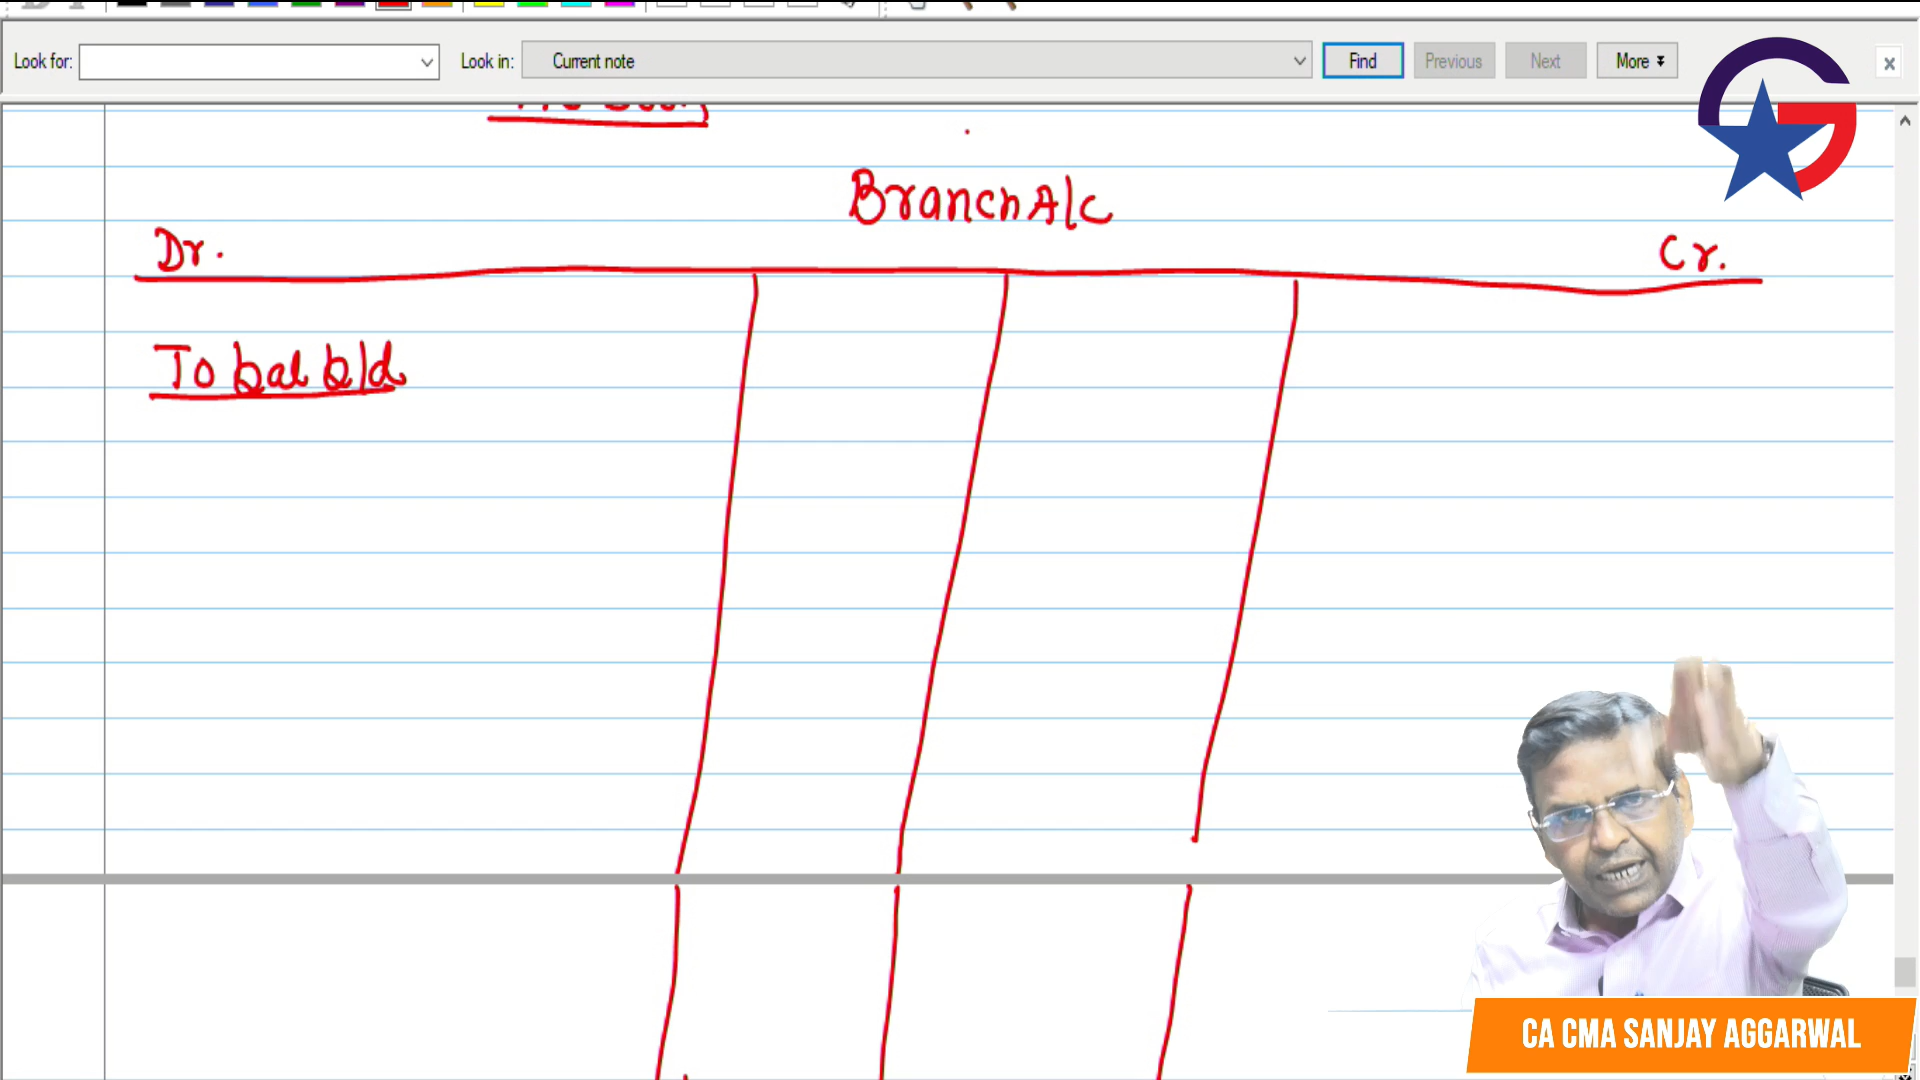 Look for:
Look in: Current note Find Previous Next More
Branch A/c
Dr. Cr.
To bal b/d
CA CMA SANJAY AGGARWAL